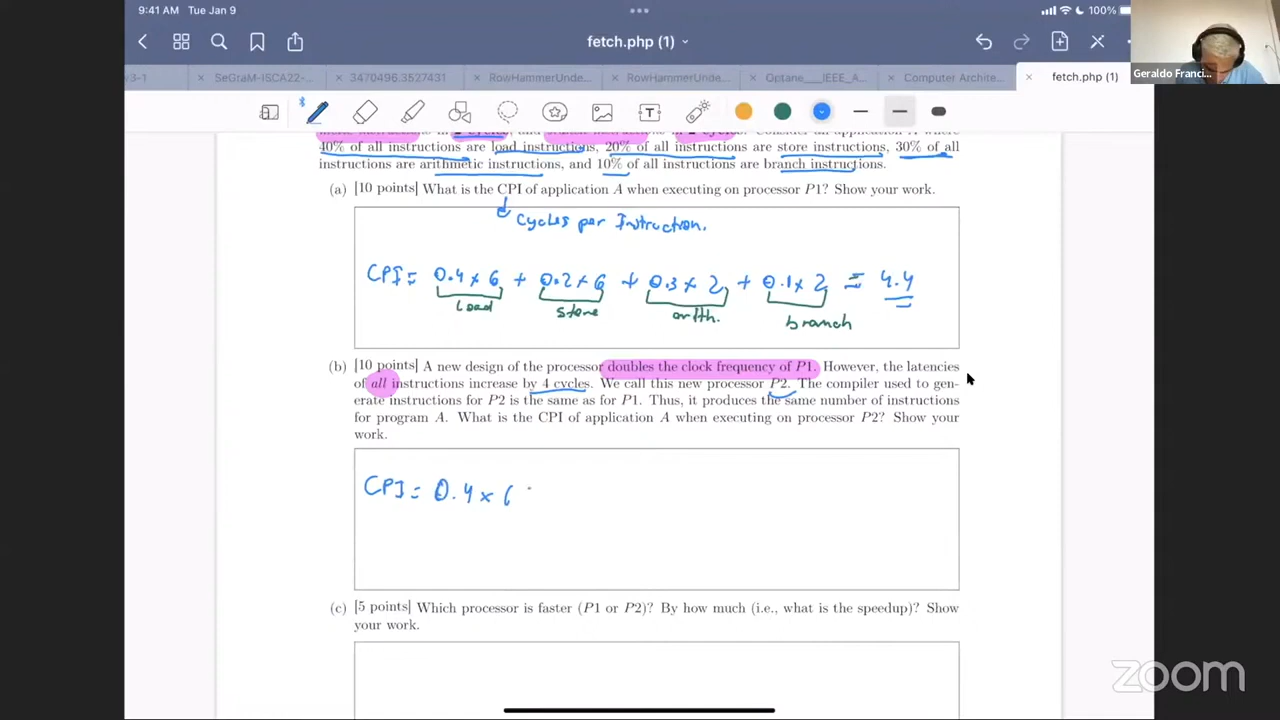 9:41 AM Tue Jan 9
100%
fetch.php (1)
Geraldo Franci...
v3-1
SeGraM-ISCA22-...
3470496.3527431
RowHammerUnde...
RowHammerUnde...
Optane___IEEE_A...
Computer Archite...
fetch.php (1)
40% of all instructions are load instructions, 20% of all instructions are store instructions, 30% of all
instructions are arithmetic instructions, and 10% of all instructions are branch instructions.
(a) [10 points] What is the CPI of application A when executing on processor P1? Show your work.
Cycles per Instruction.
CPI = 0.4 x 6 + 0.2 x 6 + 0.3 x 2 + 0.1 x 2 = 4.4
load store arith. branch
(b) [10 points] A new design of the processor doubles the clock frequency of P1. However, the latencies
of all instructions increase by 4 cycles. We call this new processor P2. The compiler used to gen-
erate instructions for P2 is the same as for P1. Thus, it produces the same number of instructions
for program A. What is the CPI of application A when executing on processor P2? Show your
work.
CPI = 0.4 x
(c) [5 points] Which processor is faster (P1 or P2)? By how much (i.e., what is the speedup)? Show
your work.
zoom